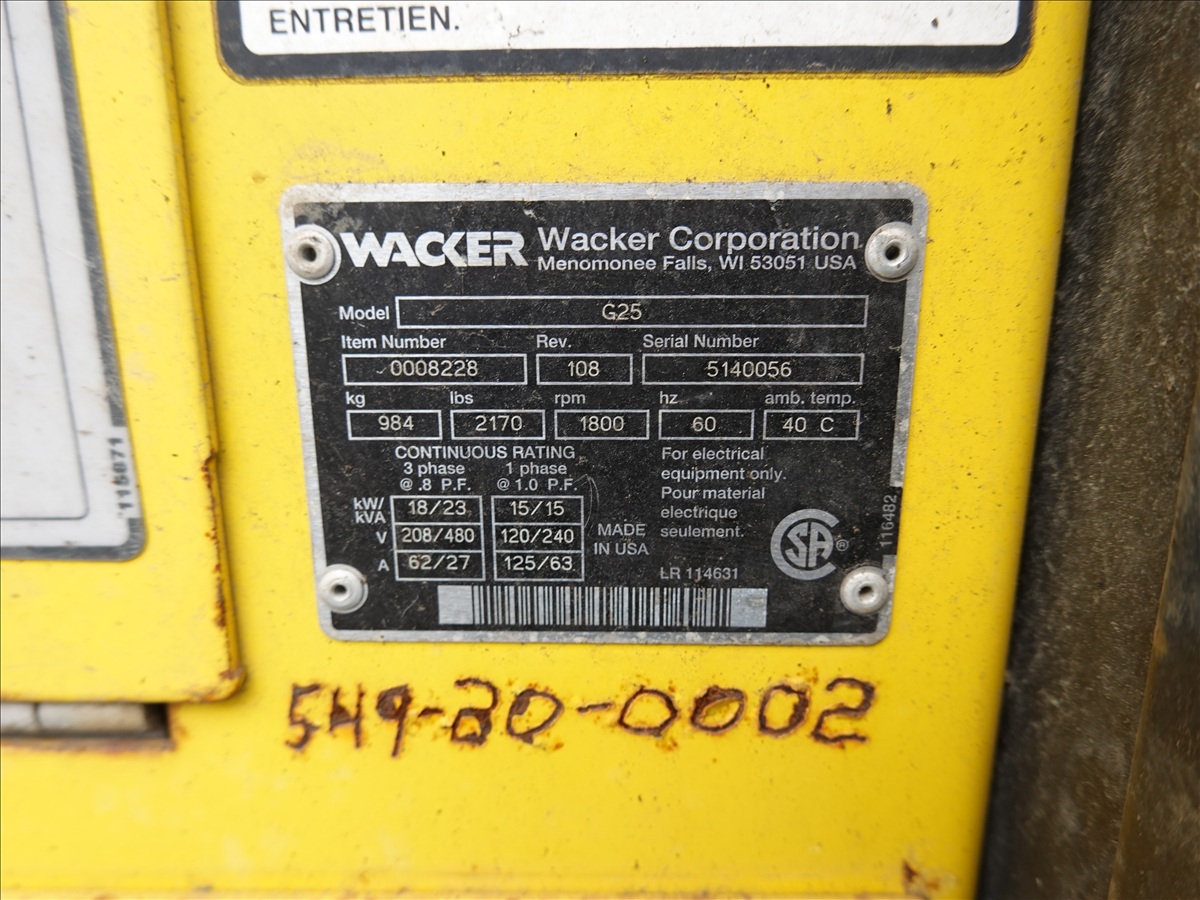 ENTRETIEN.
WACKER Wacker Corporation
Menomonee Falls, WI 53051 USA
Model G25
Item Number Rev. Serial Number
0008228 108 5140056
kg lbs rpm hz amb. temp.
984 2170 1800 60 40 C
CONTINUOUS RATING
3 phase 1 phase
@ .8 P.F. @ 1.0 P.F.
kW/kVA 18/23 15/15
V 208/480 120/240
A 62/27 125/63
For electrical
equipment only.
Pour material
electrique
seulement.
MADE
IN USA
LR 114631
SA®
116482
115871
549-20-0002